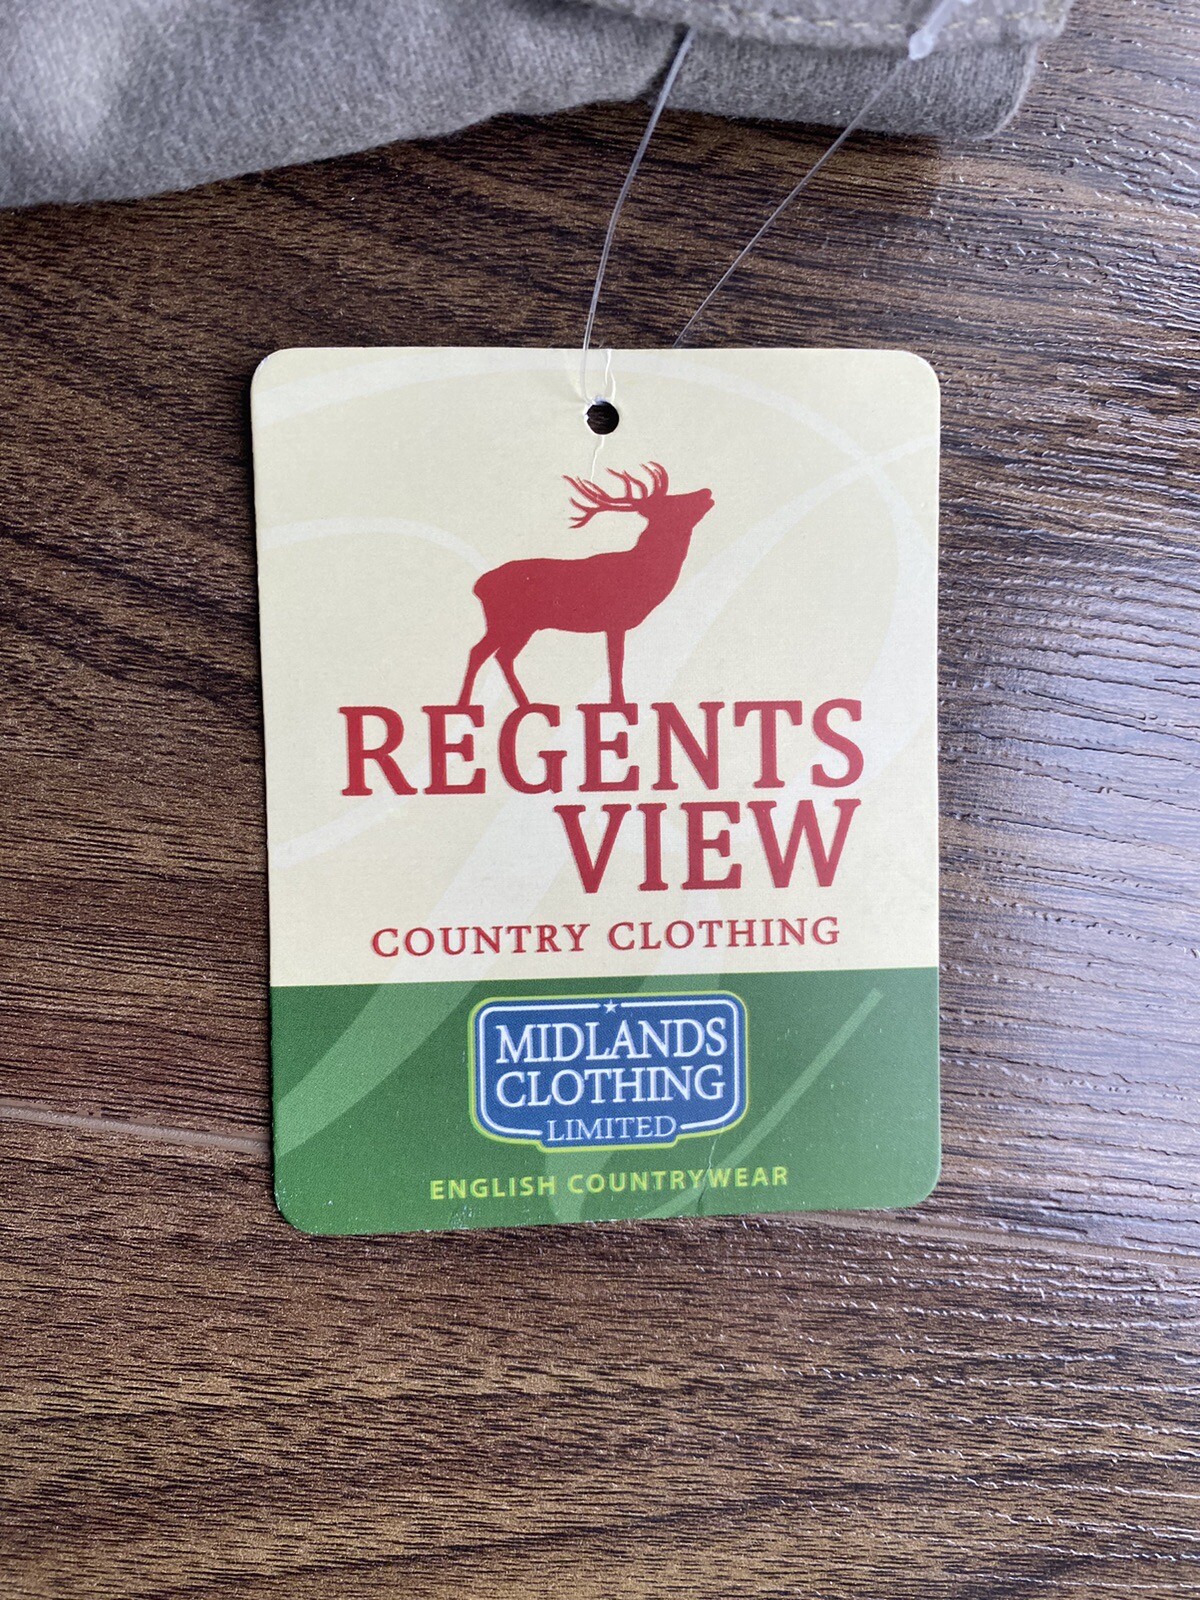 REGENTS
VIEW
COUNTRY CLOTHING
MIDLANDS
CLOTHING
LIMITED
ENGLISH COUNTRYWEAR